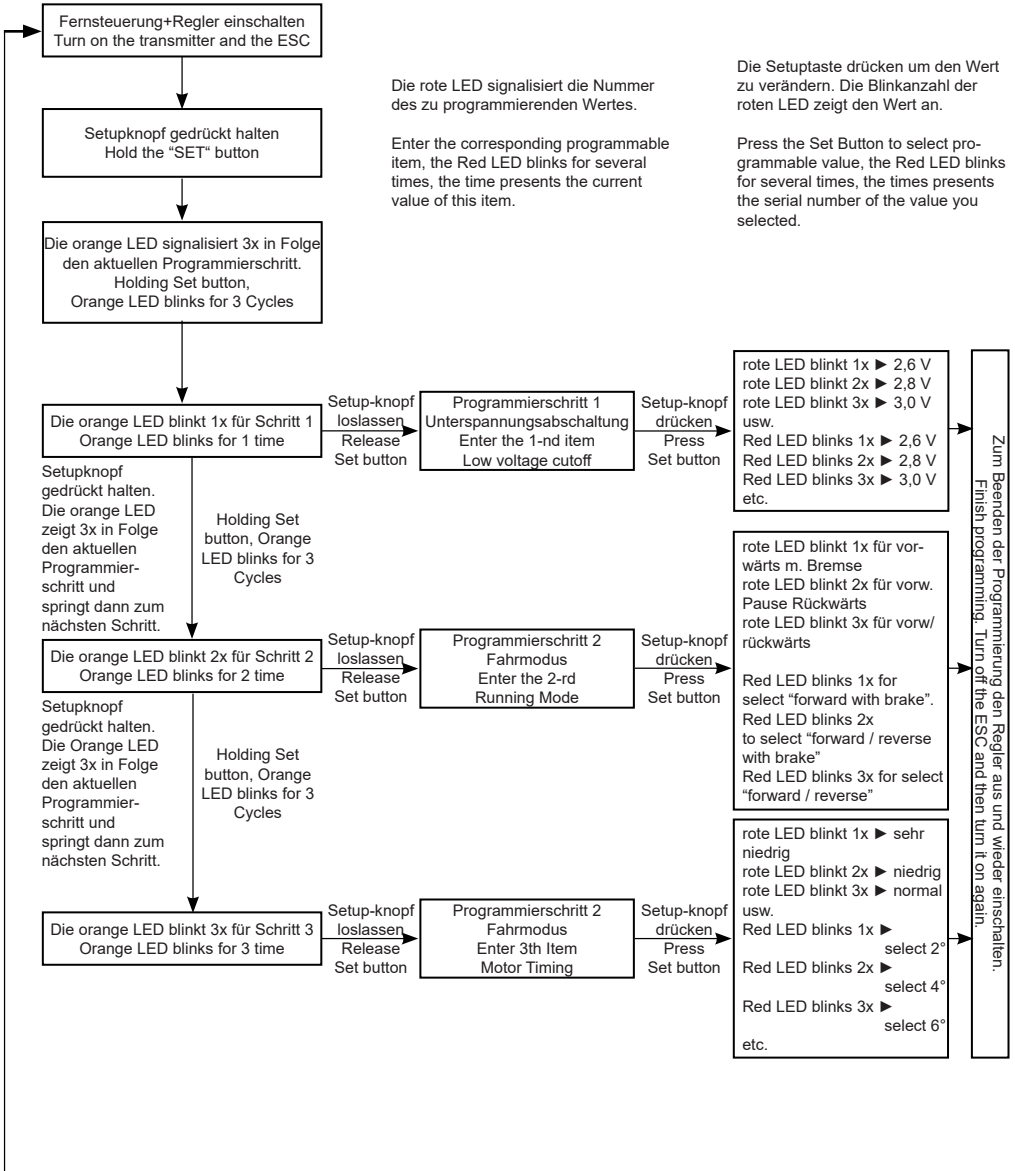 Fernsteuerung+Regler einschalten
Turn on the transmitter and the ESC
Setupknopf gedrückt halten
Hold the “SET“ button
Die rote LED signalisiert die Nummer
des zu programmierenden Wertes.
Enter the corresponding programmable
item, the Red LED blinks for several
times, the time presents the current
value of this item.
Die Setuptaste drücken um den Wert
zu verändern. Die Blinkanzahl der
roten LED zeigt den Wert an.
Press the Set Button to select pro-
grammable value, the Red LED blinks
for several times, the times presents
the serial number of the value you
selected.
Die orange LED signalisiert 3x in Folge
den aktuellen Programmierschritt.
Holding Set button,
Orange LED blinks for 3 Cycles
Die orange LED blinkt 1x für Schritt 1
Orange LED blinks for 1 time
Setup-knopf
loslassen
Release
Set button
Programmierschritt 1
Unterspannungsabschaltung
Enter the 1-nd item
Low voltage cutoff
Setup-knopf
drücken
Press
Set button
rote LED blinkt 1x ► 2,6 V
rote LED blinkt 2x ► 2,8 V
rote LED blinkt 3x ► 3,0 V
usw.
Red LED blinks 1x ► 2,6 V
Red LED blinks 2x ► 2,8 V
Red LED blinks 3x ► 3,0 V
etc.
Setupknopf
gedrückt halten.
Die orange LED
zeigt 3x in Folge
den aktuellen
Programmier-
schritt und
springt dann zum
nächsten Schritt.
Holding Set
button, Orange
LED blinks for 3
Cycles
Die orange LED blinkt 2x für Schritt 2
Orange LED blinks for 2 time
Setup-knopf
loslassen
Release
Set button
Programmierschritt 2
Fahrmodus
Enter the 2-rd
Running Mode
Setup-knopf
drücken
Press
Set button
rote LED blinkt 1x für vor-
wärts m. Bremse
rote LED blinkt 2x für vorw.
Pause Rückwärts
rote LED blinkt 3x für vorw/
rückwärts
Red LED blinks 1x for
select “forward with brake”.
Red LED blinks 2x
to select “forward / reverse
with brake”
Red LED blinks 3x for select
“forward / reverse”
Setupknopf
gedrückt halten.
Die Orange LED
zeigt 3x in Folge
den aktuellen
Programmier-
schritt und
springt dann zum
nächsten Schritt.
Holding Set
button, Orange
LED blinks for 3
Cycles
Die orange LED blinkt 3x für Schritt 3
Orange LED blinks for 3 time
Setup-knopf
loslassen
Release
Set button
Programmierschritt 2
Fahrmodus
Enter 3th Item
Motor Timing
Setup-knopf
drücken
Press
Set button
rote LED blinkt 1x ► sehr
niedrig
rote LED blinkt 2x ► niedrig
rote LED blinkt 3x ► normal
usw.
Red LED blinks 1x ►
select 2°
Red LED blinks 2x ►
select 4°
Red LED blinks 3x ►
select 6°
etc.
Zum Beenden der Programmierung den Regler aus und wieder einschalten.
Finish programming. Turn off the ESC and then turn it on again.